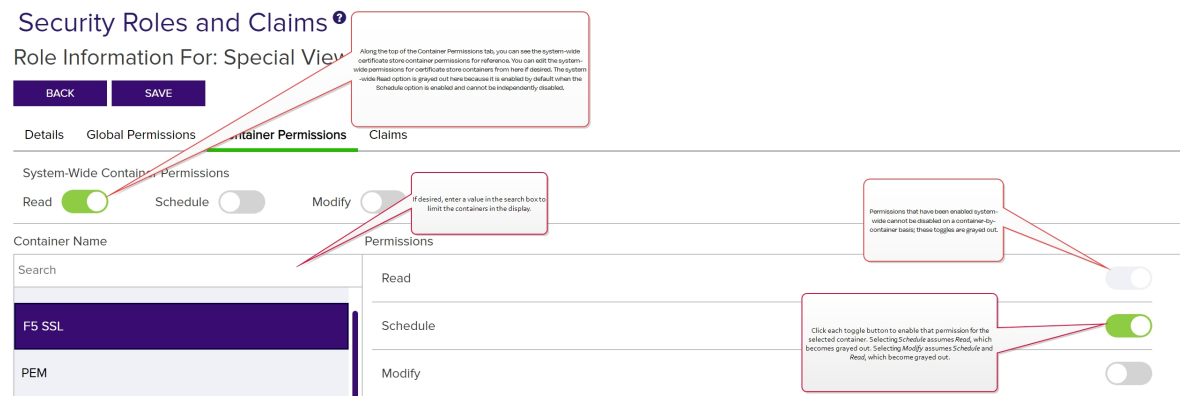 Security Roles and Claims ?
Role Information For: Special View
Along the top of the Container Permissions tab, you can see the system-wide
certificate store container permissions for reference. You can edit the system-
wide permissions for certificate store containers from here if desired. The system
-wide Read option is grayed out here because it is enabled by default when the
Schedule option is enabled and cannot be independently disabled.
BACK SAVE
Details Global Permissions Container Permissions Claims
System-Wide Container Permissions
Read Schedule Modify
If desired, enter a value in the search box to
limit the containers in the display.
Permissions that have been enabled system-
wide cannot be disabled on a container-by-
container basis; these toggles are grayed out.
Container Name Permissions
Search
Read
F5 SSL
Schedule
Click each toggle button to enable that permission for the
selected container. Selecting Schedule assumes Read, which
becomes grayed out. Selecting Modify assumes Schedule and
Read, which become grayed out.
PEM
Modify